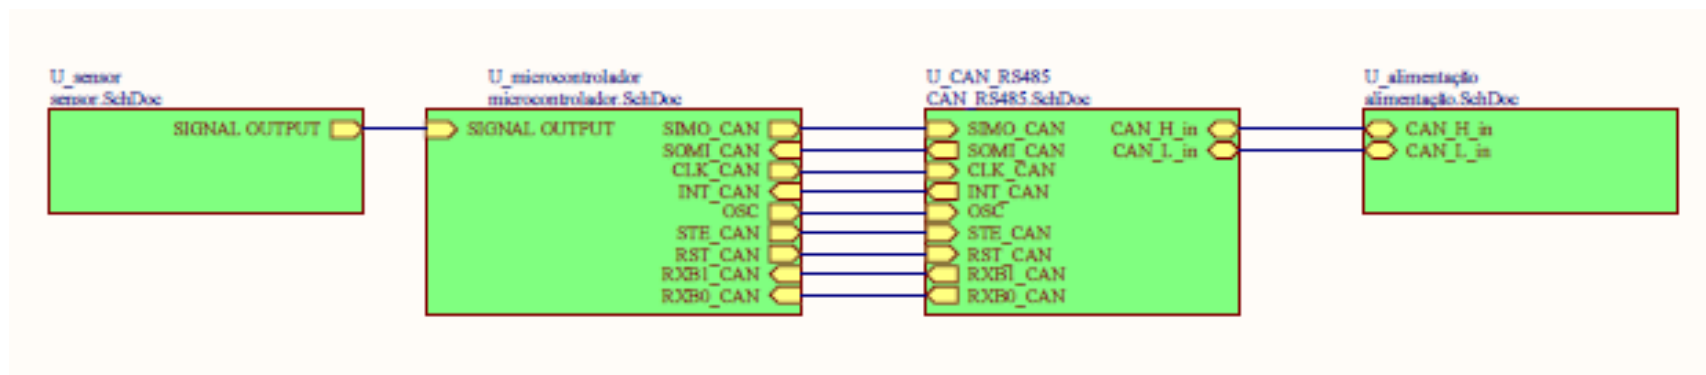 U_sensor
sensor.SchDoc
SIGNAL OUTPUT
U_microcontrolador
microcontrolador.SchDoc
SIGNAL OUTPUT
SIMO_CAN
SOMI_CAN
CLK_CAN
INT_CAN
OSC
STE_CAN
RST_CAN
RXB1_CAN
RXB0_CAN
U_CAN_RS485
CAN_RS485.SchDoc
SIMO_CAN
SOMI_CAN
CLK_CAN
INT_CAN
OSC
STE_CAN
RST_CAN
RXB1_CAN
RXB0_CAN
CAN_H_in
CAN_L_in
U_alimentação
alimentação.SchDoc
CAN_H_in
CAN_L_in